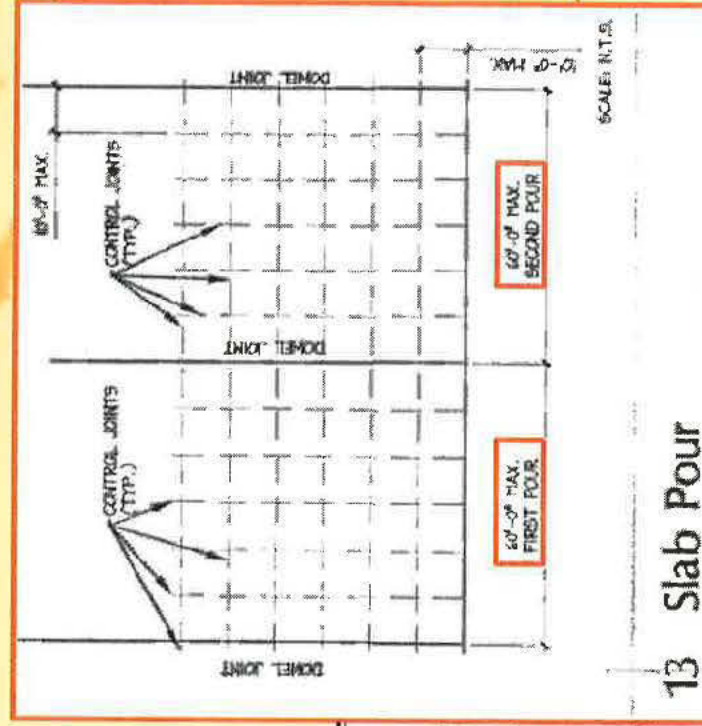 10'-0" MAX.
CONTROL JOINTS
(TYP.)
CONTROL JOINTS
(TYP.)
DOWEL JOINT
DOWEL JOINT
DOWEL JOINT
10'-0" MAX.
60'-0" MAX.
FIRST POUR
60'-0" MAX.
SECOND POUR
SCALE: N.T.S.
13 Slab Pour